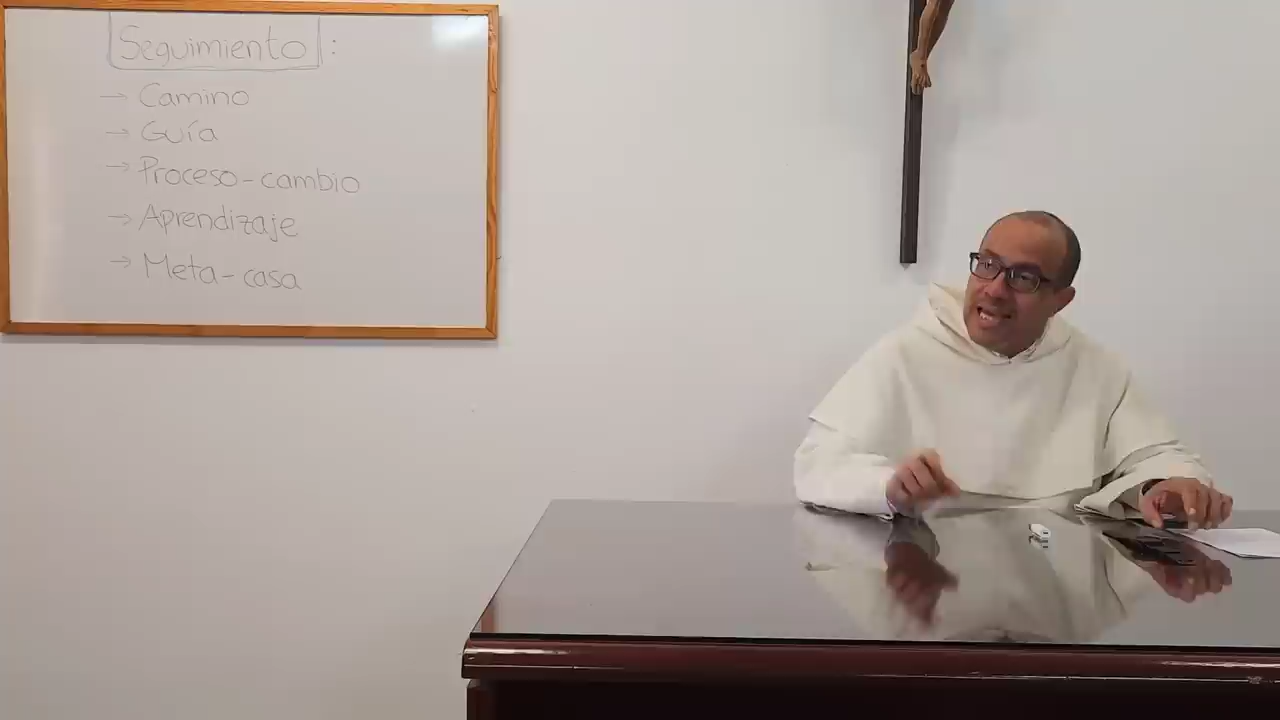 Seguimiento :
→ Camino
→ Guía
→ Proceso-cambio
→ Aprendizaje
→ Meta-casa